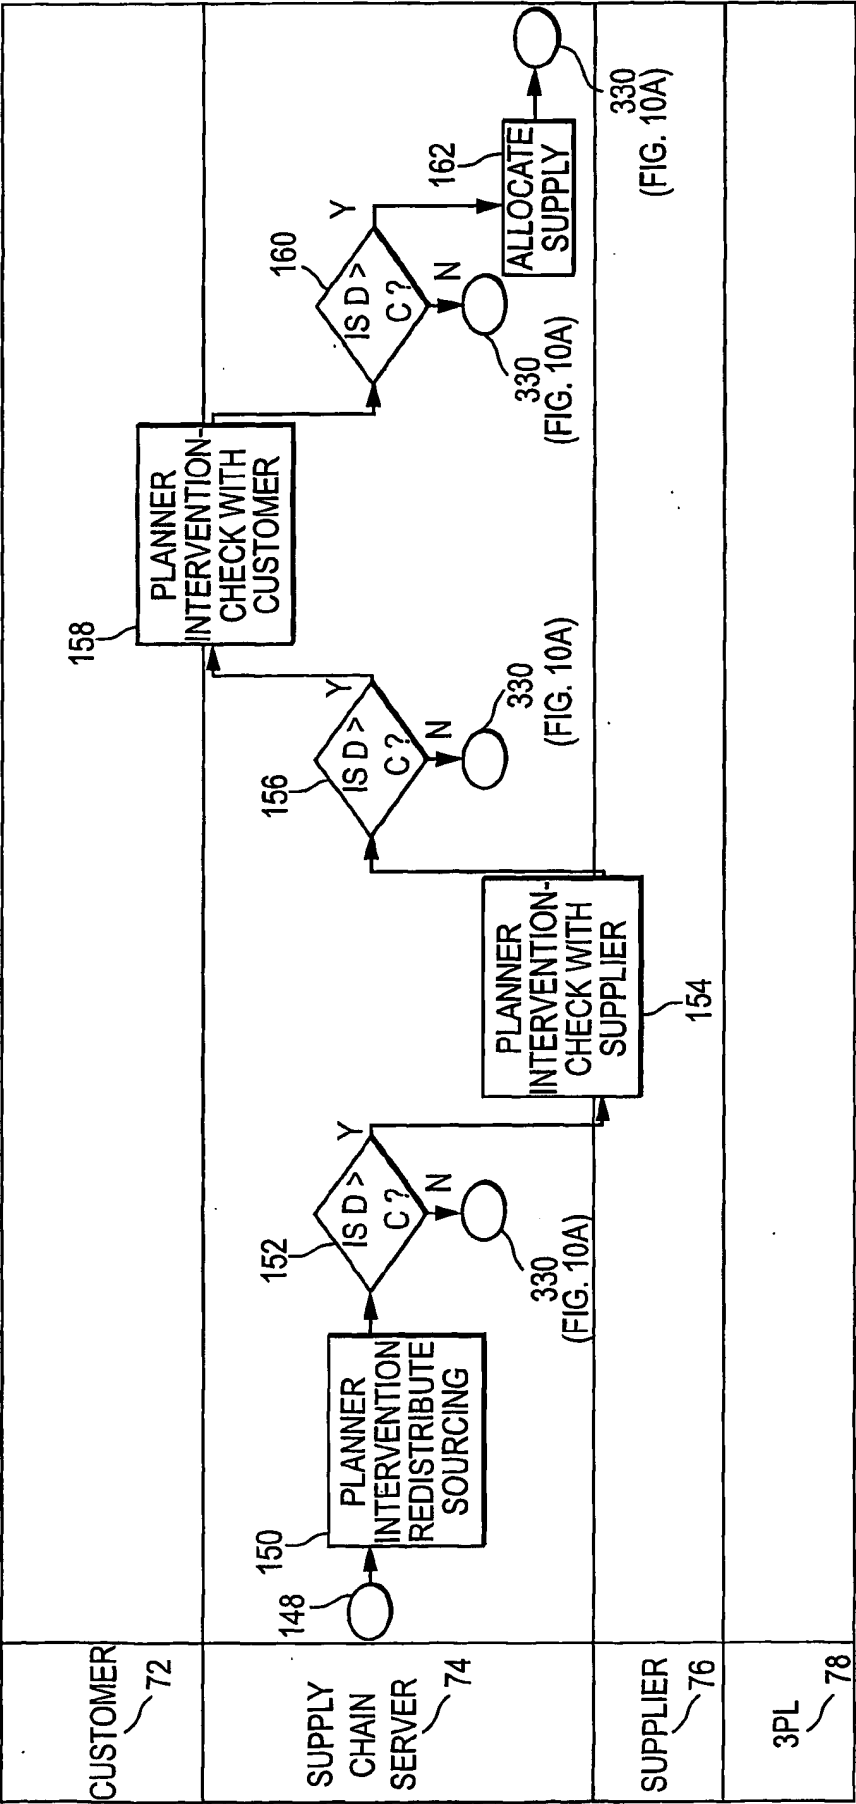 CUSTOMER
72
SUPPLY
CHAIN
SERVER
74
SUPPLIER
76
3PL
78
148
150
PLANNER
INTERVENTION
REDISTRIBUTE
SOURCING
152
IS D >
C ?
Y
N
330
(FIG. 10A)
PLANNER
INTERVENTION-
CHECK WITH
SUPPLIER
154
156
IS D >
C ?
Y
N
330
(FIG. 10A)
158
PLANNER
INTERVENTION-
CHECK WITH
CUSTOMER
160
IS D >
C ?
Y
N
330
(FIG. 10A)
162
ALLOCATE
SUPPLY
330
(FIG. 10A)